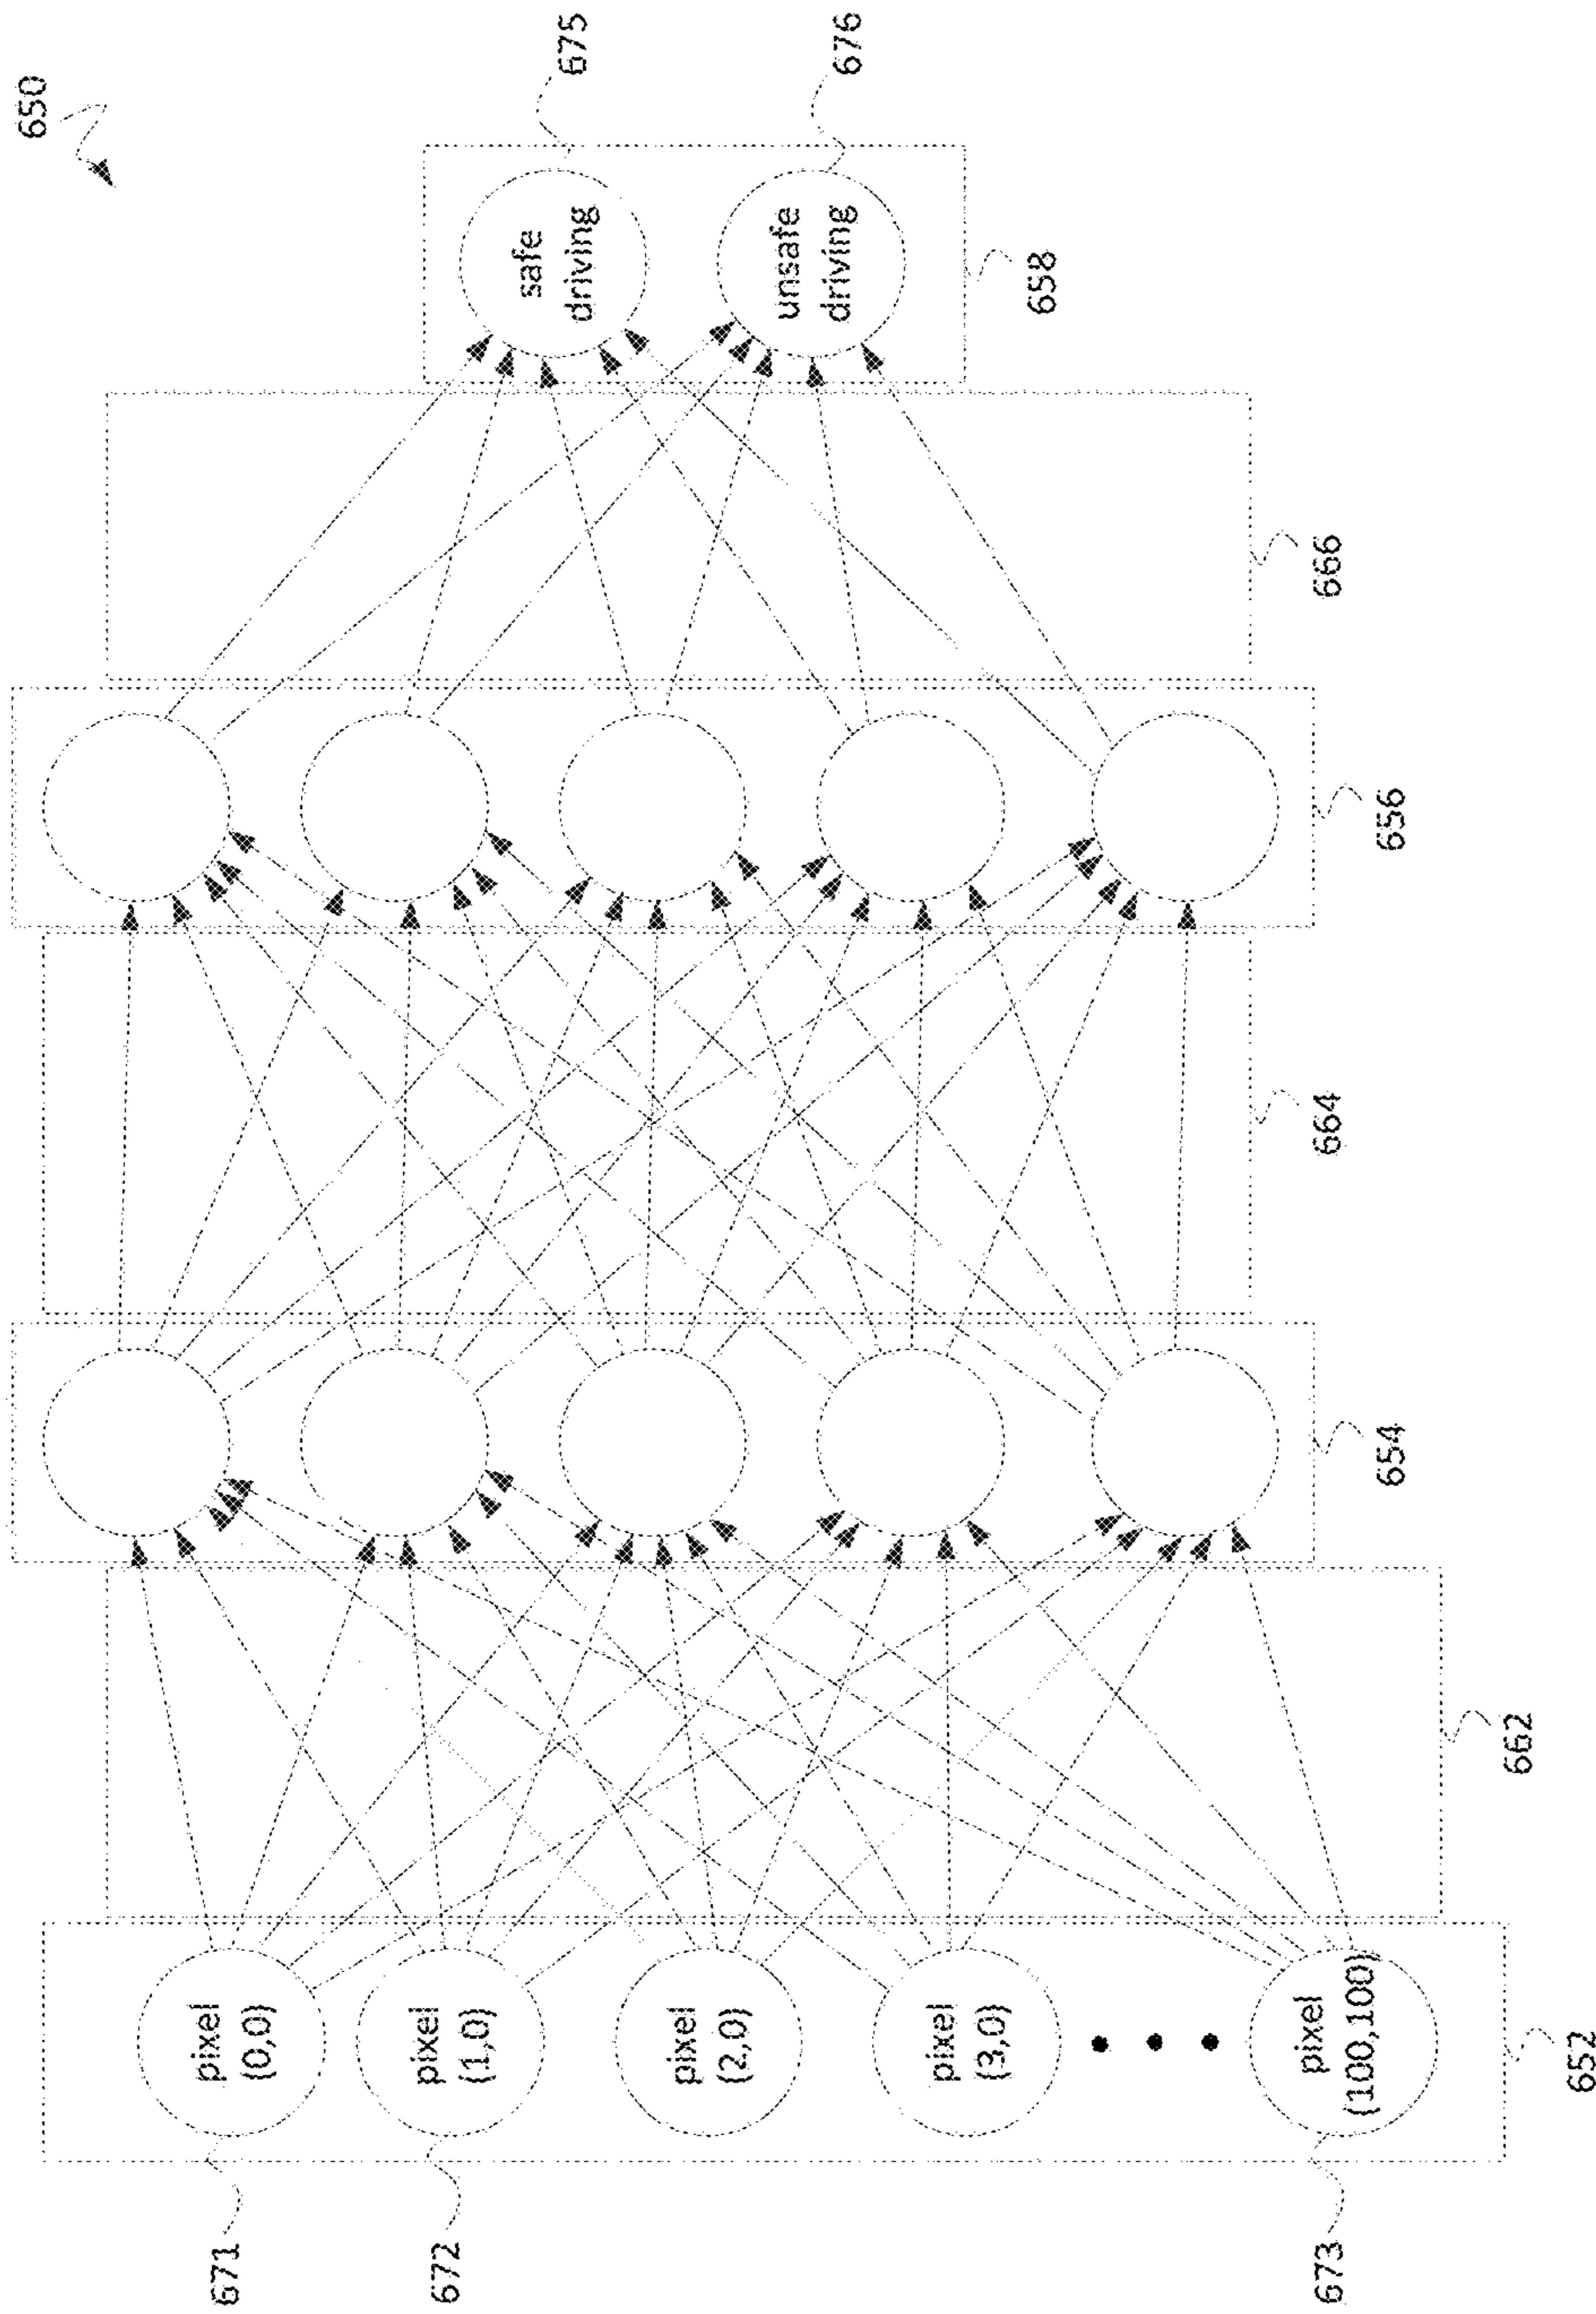 650
671
pixel
(0,0)
672
pixel
(1,0)
pixel
(2,0)
pixel
(3,0)
673
pixel
(100,100)
652
662
654
664
656
666
safe
driving
675
unsafe
driving
676
658